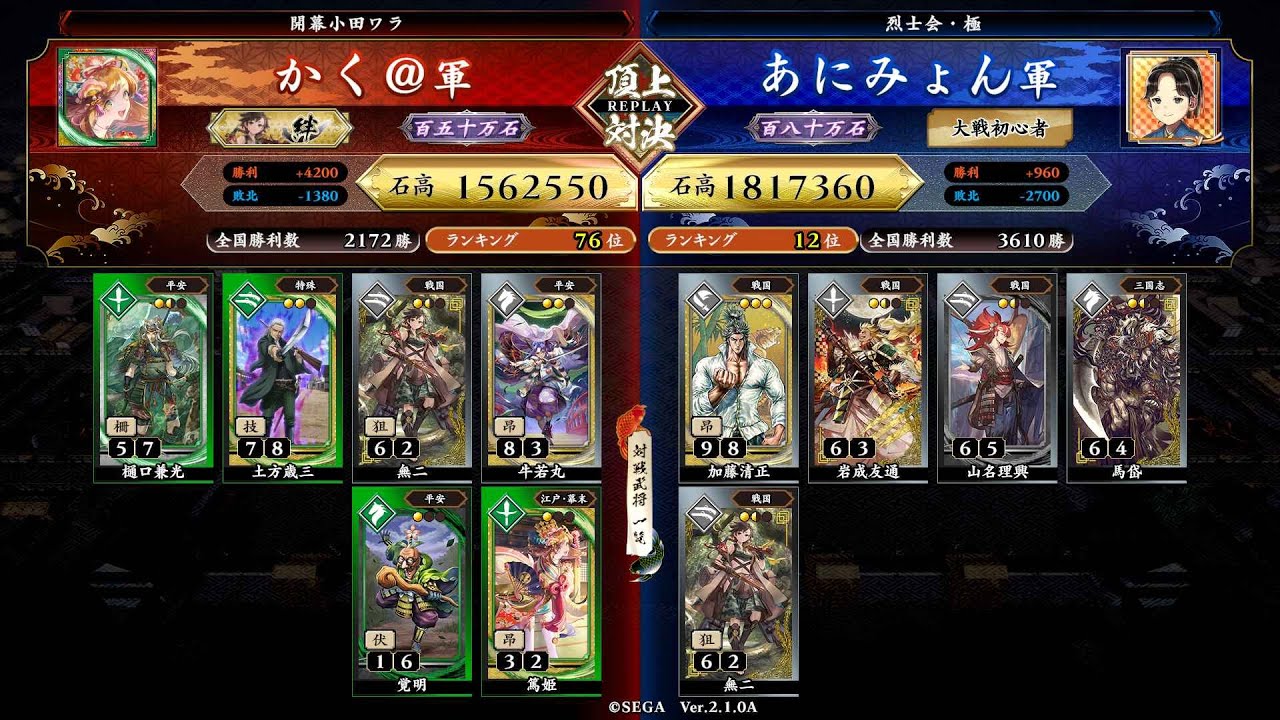 開幕小田ワラ
烈士会・極
かく@軍
頂上
REPLAY
対決
あにみょん軍
絆
百五十万石
百八十万石
大戦初心者
勝利 +4200
敗北 -1380
石高 1562550
石高 1817360
勝利 +960
敗北 -2700
全国勝利数 2172勝
ランキング 76位
ランキング 12位
全国勝利数 3610勝
平安
柵
5 7
樋口兼光
特殊
技
7 8
土方歳三
戦国
狙
6 2
無二
平安
昂
8 3
牛若丸
戦国
昂
9 8
加藤清正
戦国
6 3
岩成友通
戦国
6 5
山名理興
三国志
6 4
馬岱
対戦武将一覧
平安
伏
1 6
覚明
江戸・幕末
昂
3 2
篤姫
戦国
狙
6 2
無二
©SEGA Ver.2.1.0A